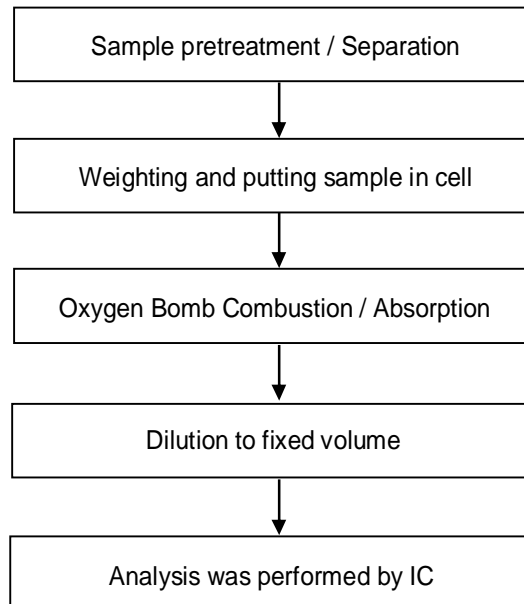 Sample pretreatment / Separation
Weighting and putting sample in cell
Oxygen Bomb Combustion / Absorption
Dilution to fixed volume
Analysis was performed by IC